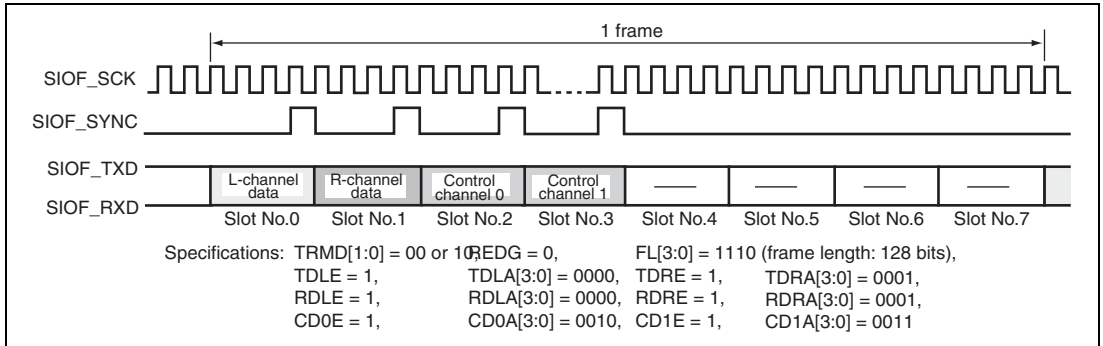 1 frame
SIOF_SCK
SIOF_SYNC
SIOF_TXD
SIOF_RXD
L-channel data
R-channel data
Control channel 0
Control channel 1
Slot No.0 Slot No.1 Slot No.2 Slot No.3 Slot No.4 Slot No.5 Slot No.6 Slot No.7
Specifications: TRMD[1:0] = 00 or 10, REDG = 0, FL[3:0] = 1110 (frame length: 128 bits),
TDLE = 1, TDLA[3:0] = 0000, TDRE = 1, TDRA[3:0] = 0001,
RDLE = 1, RDLA[3:0] = 0000, RDRE = 1, RDRA[3:0] = 0001,
CD0E = 1, CD0A[3:0] = 0010, CD1E = 1, CD1A[3:0] = 0011